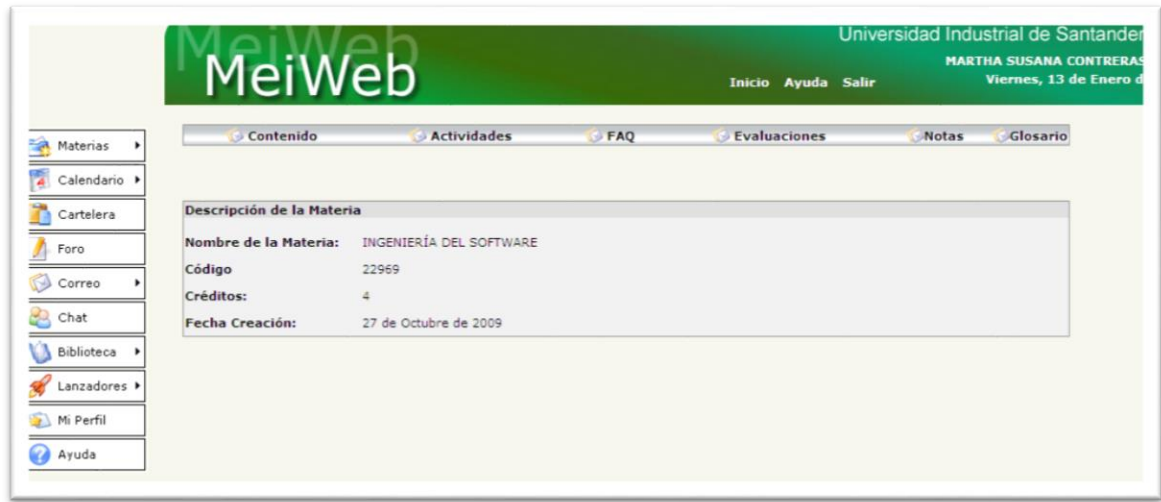 MeiWeb
MeiWeb
Universidad Industrial de Santander
MARTHA SUSANA CONTRERAS
Inicio Ayuda Salir
Viernes, 13 de Enero d
Contenido Actividades FAQ Evaluaciones Notas Glosario
Materias
Calendario
Cartelera
Foro
Correo
Chat
Biblioteca
Lanzadores
Mi Perfil
Ayuda
Descripción de la Materia
Nombre de la Materia: INGENIERÍA DEL SOFTWARE
Código 22969
Créditos: 4
Fecha Creación: 27 de Octubre de 2009